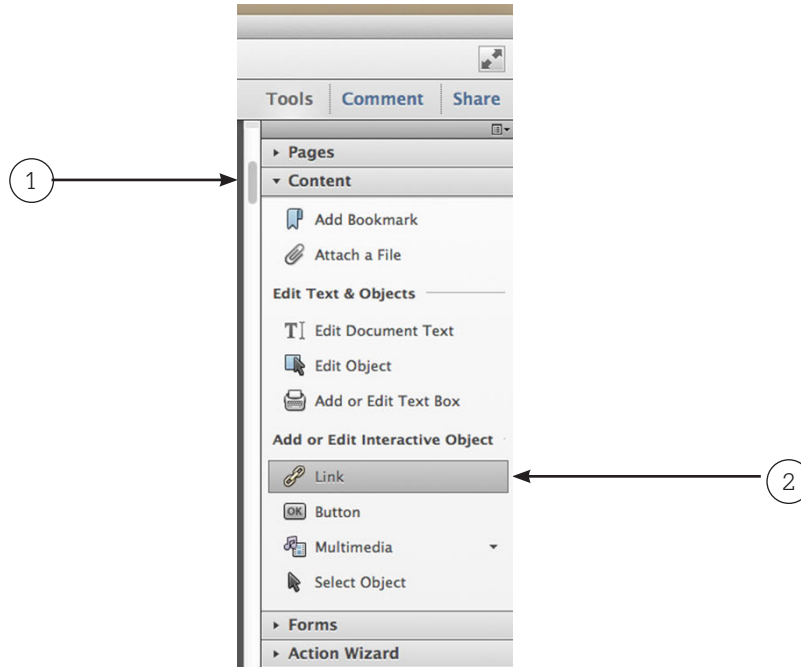 Tools Comment Share
Pages
1
Content
Add Bookmark
Attach a File
Edit Text & Objects
Edit Document Text
Edit Object
Add or Edit Text Box
Add or Edit Interactive Object
Link
2
OK Button
Multimedia
Select Object
Forms
Action Wizard